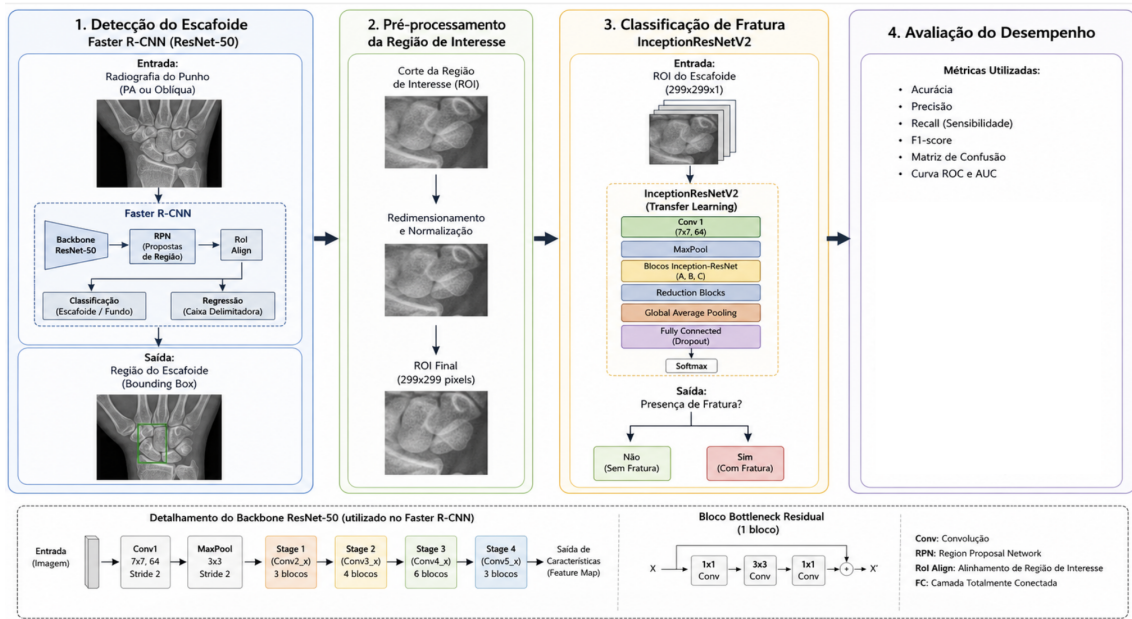 1. Detecção do Escafoide
Faster R-CNN (ResNet-50)
Entrada:
Radiografia do Punho
(PA ou Oblíqua)
Faster R-CNN
Backbone
ResNet-50
RPN
(Propostas
de Região)
RoI
Align
Classificação
(Escafoide / Fundo)
Regressão
(Caixa Delimitadora)
Saída:
Região do Escafoide
(Bounding Box)
2. Pré-processamento
da Região de Interesse
Corte da Região
de Interesse (ROI)
Redimensionamento
e Normalização
ROI Final
(299x299 pixels)
3. Classificação de Fratura
InceptionResNetV2
Entrada:
ROI do Escafoide
(299x299x1)
InceptionResNetV2
(Transfer Learning)
Conv 1
(7x7, 64)
MaxPool
Blocos Inception-ResNet
(A, B, C)
Reduction Blocks
Global Average Pooling
Fully Connected
(Dropout)
Softmax
Saída:
Presença de Fratura?
Não
(Sem Fratura)
Sim
(Com Fratura)
4. Avaliação do Desempenho
Métricas Utilizadas:
• Acurácia
• Precisão
• Recall (Sensibilidade)
• F1-score
• Matriz de Confusão
• Curva ROC e AUC
Detalhamento do Backbone ResNet-50 (utilizado no Faster R-CNN)
Entrada
(Imagem)
Conv1
7x7, 64
Stride 2
MaxPool
3x3
Stride 2
Stage 1
(Conv2_x)
3 blocos
Stage 2
(Conv3_x)
4 blocos
Stage 3
(Conv4_x)
6 blocos
Stage 4
(Conv5_x)
3 blocos
Saída de
Características
(Feature Map)
Bloco Bottleneck Residual
(1 bloco)
X
1x1
Conv
3x3
Conv
1x1
Conv
+
X'
Conv: Convolução
RPN: Region Proposal Network
RoI Align: Alinhamento de Região de Interesse
FC: Camada Totalmente Conectada